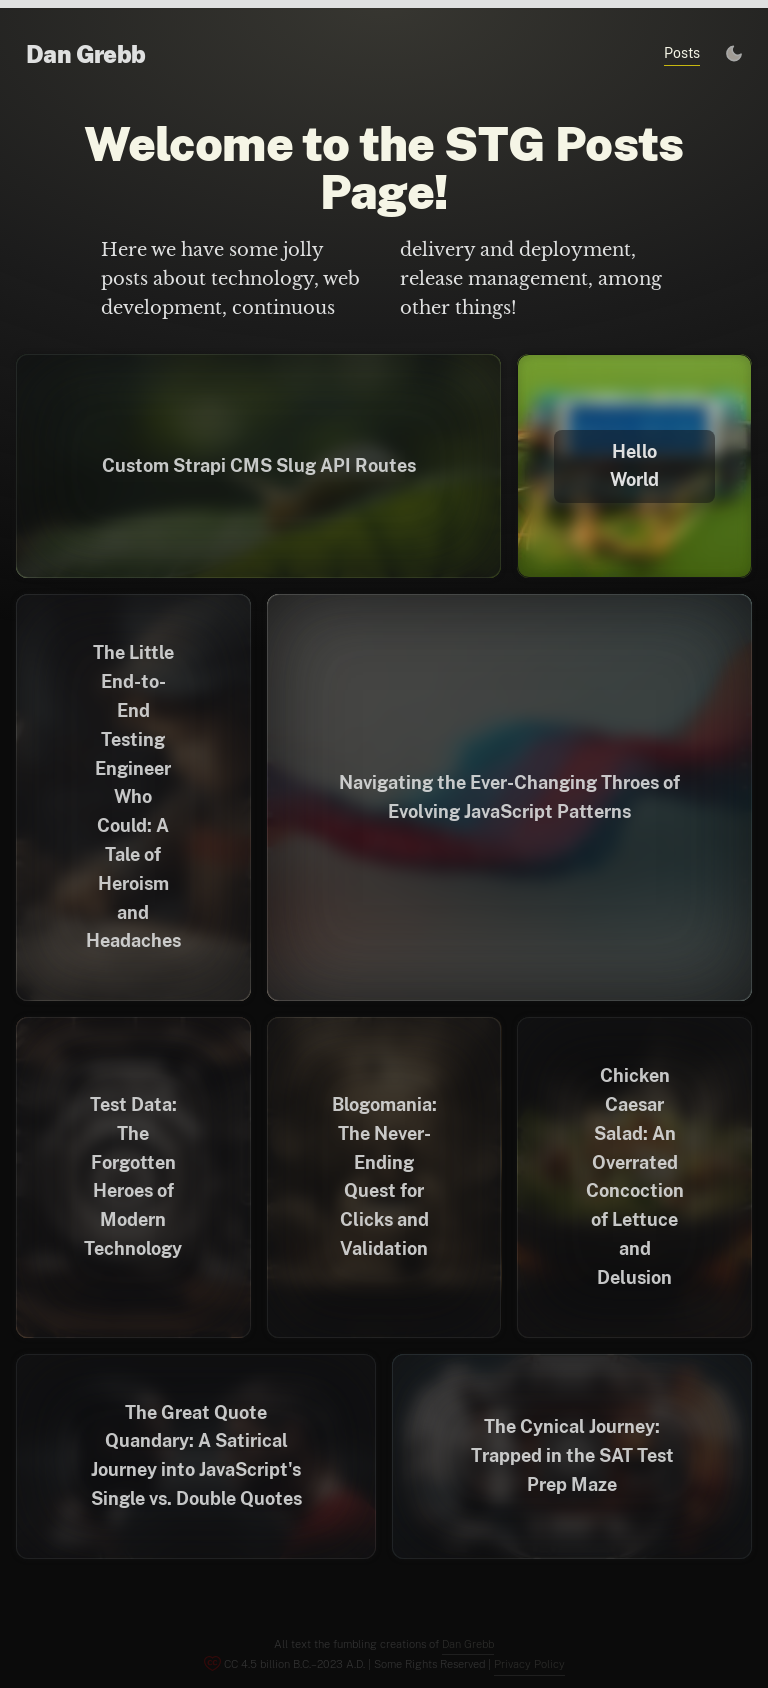 Dan Grebb
Posts
Welcome to the STG Posts
Page!
Here we have some jolly
posts about technology, web
development, continuous
delivery and deployment,
release management, among
other things!
Custom Strapi CMS Slug API Routes
Hello
World
The Little
End-to-
End
Testing
Engineer
Who
Could: A
Tale of
Heroism
and
Headaches
Navigating the Ever-Changing Throes of
Evolving JavaScript Patterns
Test Data:
The
Forgotten
Heroes of
Modern
Technology
Blogomania:
The Never-
Ending
Quest for
Clicks and
Validation
Chicken
Caesar
Salad: An
Overrated
Concoction
of Lettuce
and
Delusion
The Great Quote
Quandary: A Satirical
Journey into JavaScript's
Single vs. Double Quotes
The Cynical Journey:
Trapped in the SAT Test
Prep Maze
All text the fumbling creations of Dan Grebb
CC 4.5 billion B.C.–2023 A.D. | Some Rights Reserved | Privacy Policy